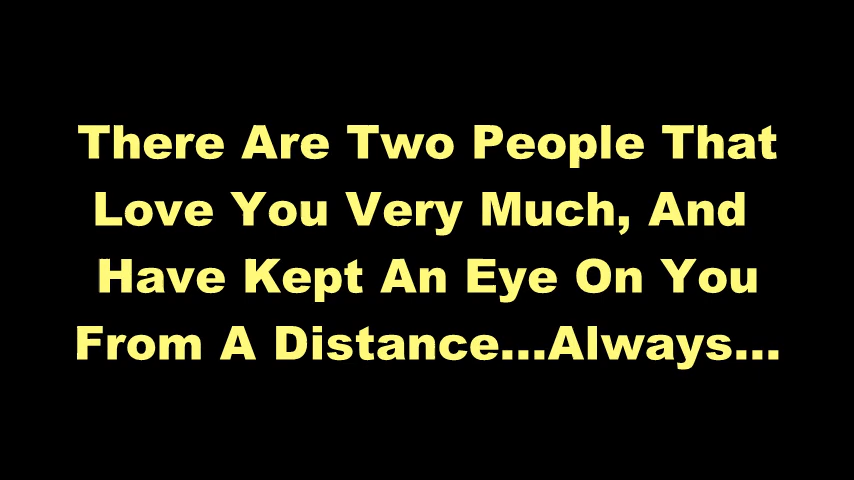 There Are Two People That
Love You Very Much, And
Have Kept An Eye On You
From A Distance...Always...